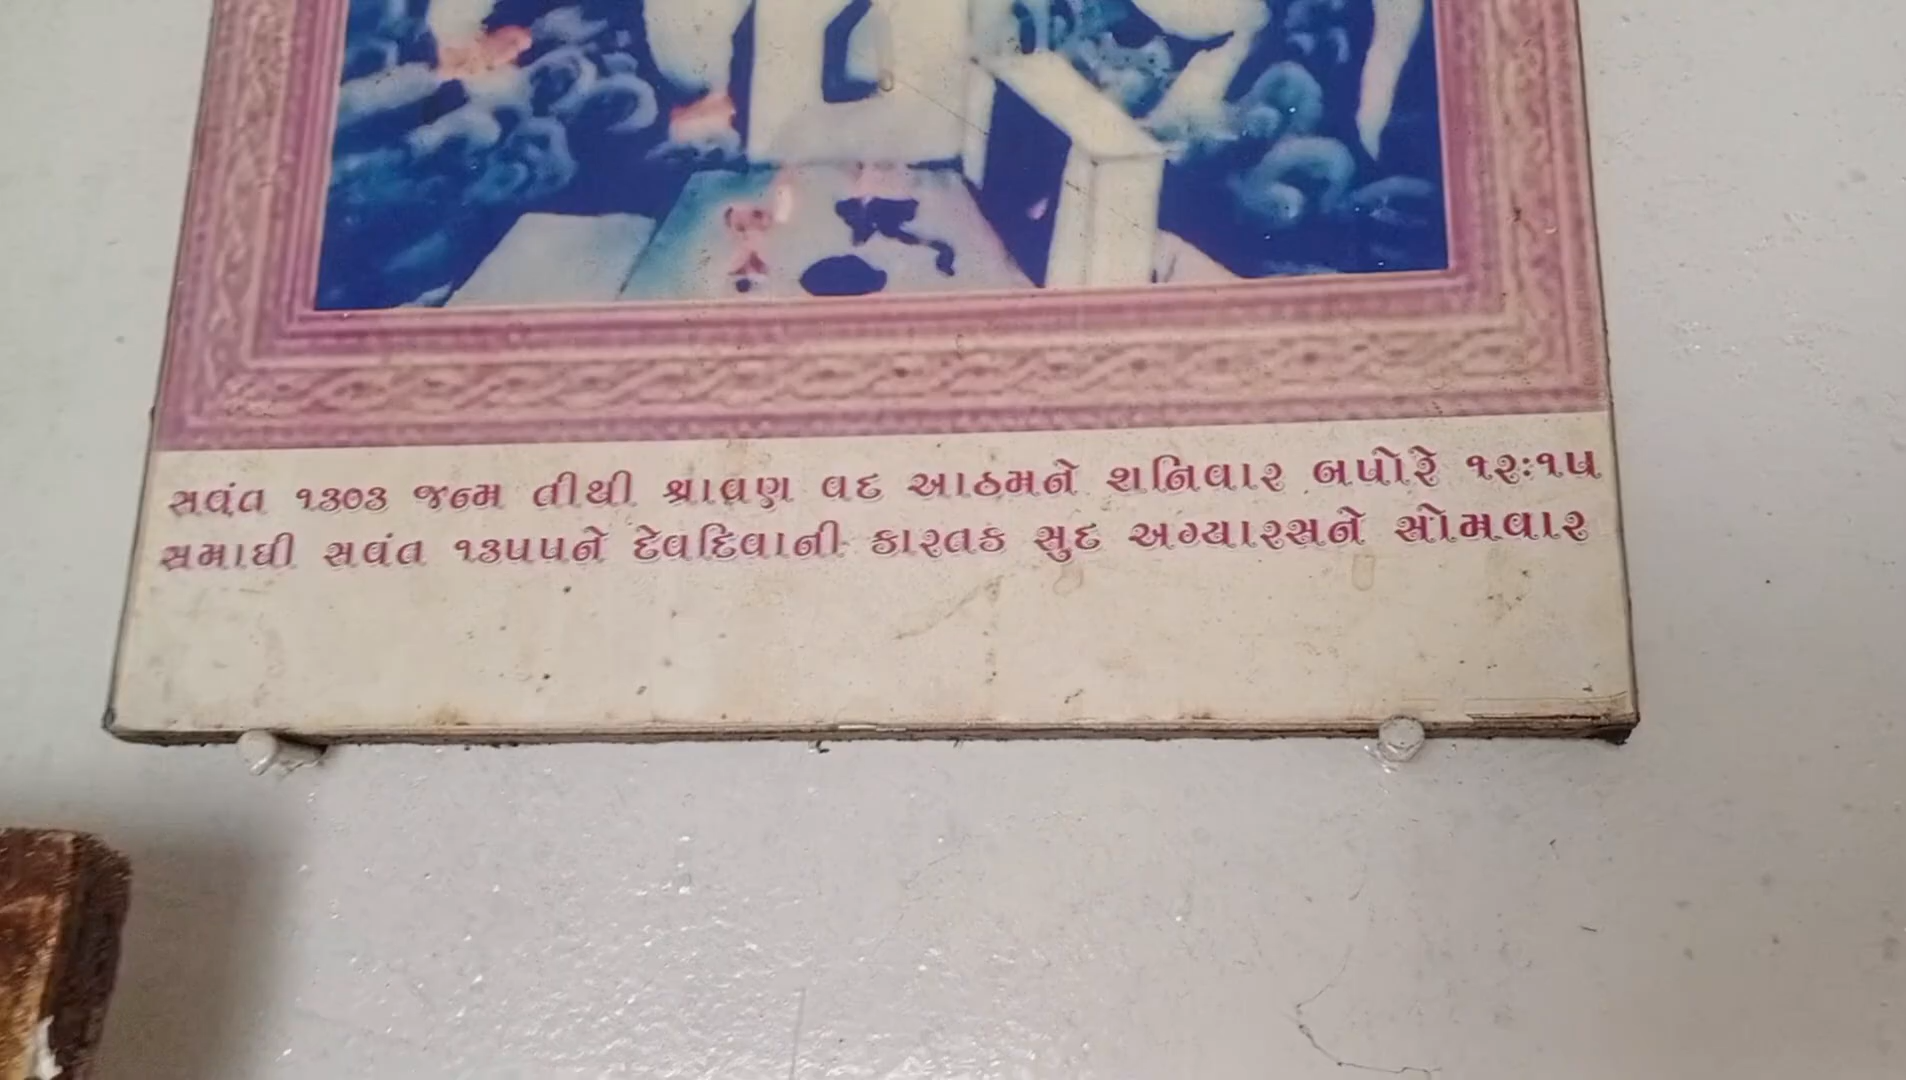 સવંત ૧૩૦૩ જન્મ તીથી શ્રાવણ વદ આઠમને શનિવાર બપોરે ૧૨:૧૫
સમાધી સવંત ૧૩૫૫ને દેવદિવાની કારતક સુદ અગ્યારસને સોમવાર